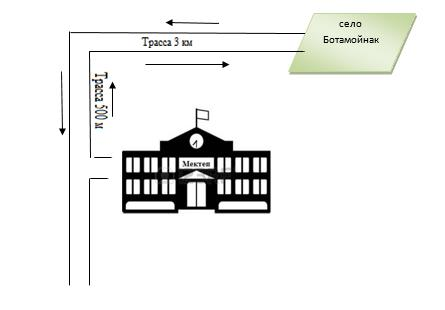 село
Ботамойнак
Трасса 3 км
Трасса 500 м
Мектеп